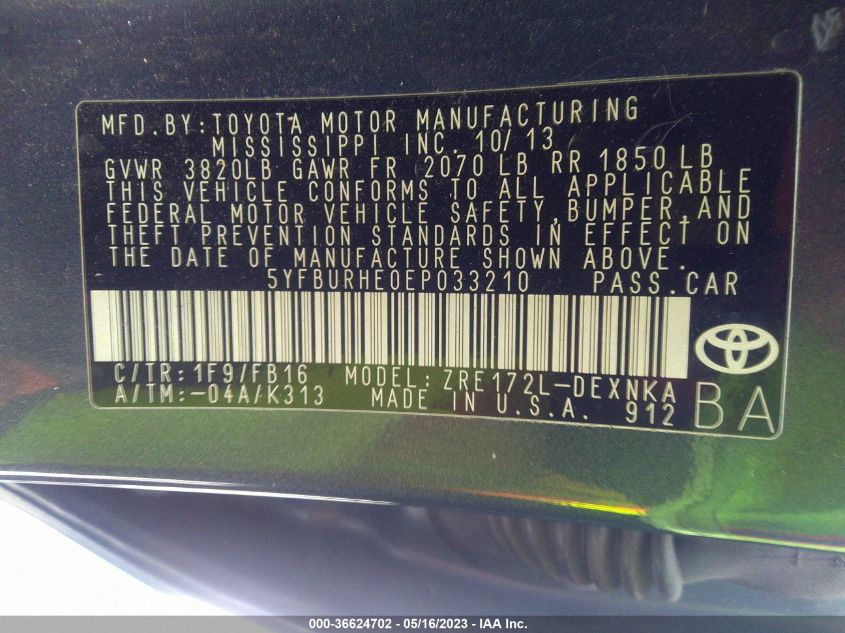 MFD.BY:TOYOTA MOTOR MANUFACTURING
MISSISSIPPI INC. 10/13
GVWR 3820LB GAWR FR 2070 LB RR 1850 LB
THIS VEHICLE CONFORMS TO ALL APPLICABLE
FEDERAL MOTOR VEHICLE SAFETY,BUMPER,AND
THEFT PREVENTION STANDARDS IN EFFECT ON
THE DATE OF MANUFACTURE SHOWN ABOVE.
5YFBURHE0EP033210 PASS.CAR
C/TR:1F9/FB16 MODEL:ZRE172L-DEXNKA
A/TM:-04A/K313 MADE IN U.S.A. 912 BA
000-36624702 - 05/16/2023 - IAA Inc.